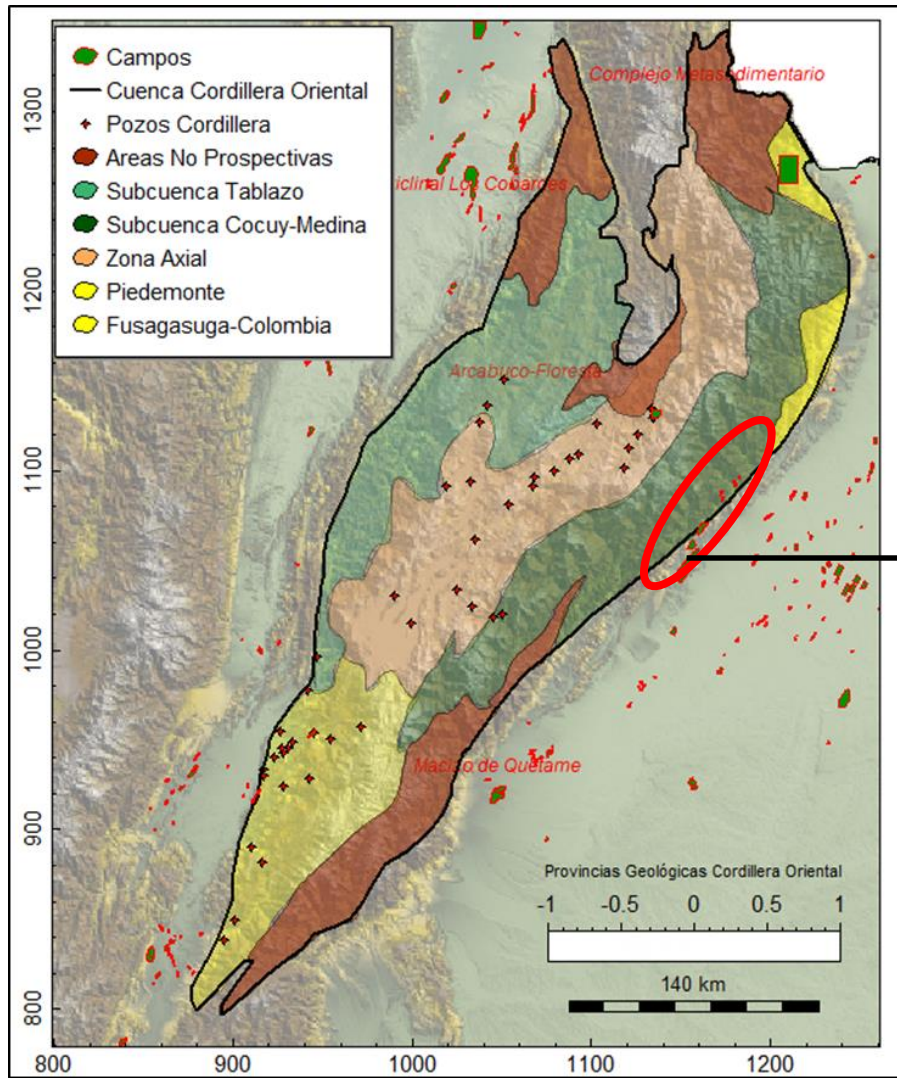 Campos
Cuenca Cordillera Oriental
Pozos Cordillera
Areas No Prospectivas
Subcuenca Tablazo
Subcuenca Cocuy-Medina
Zona Axial
Piedemonte
Fusagasuga-Colombia
Complejo Metasedimentario
Los Cobardes
Arcabuco-Floresta
Macizo de Quetame
Provincias Geológicas Cordillera Oriental
-1 -0.5 0 0.5 1
140 km
1300
1200
1100
1000
900
800
800 900 1000 1100 1200